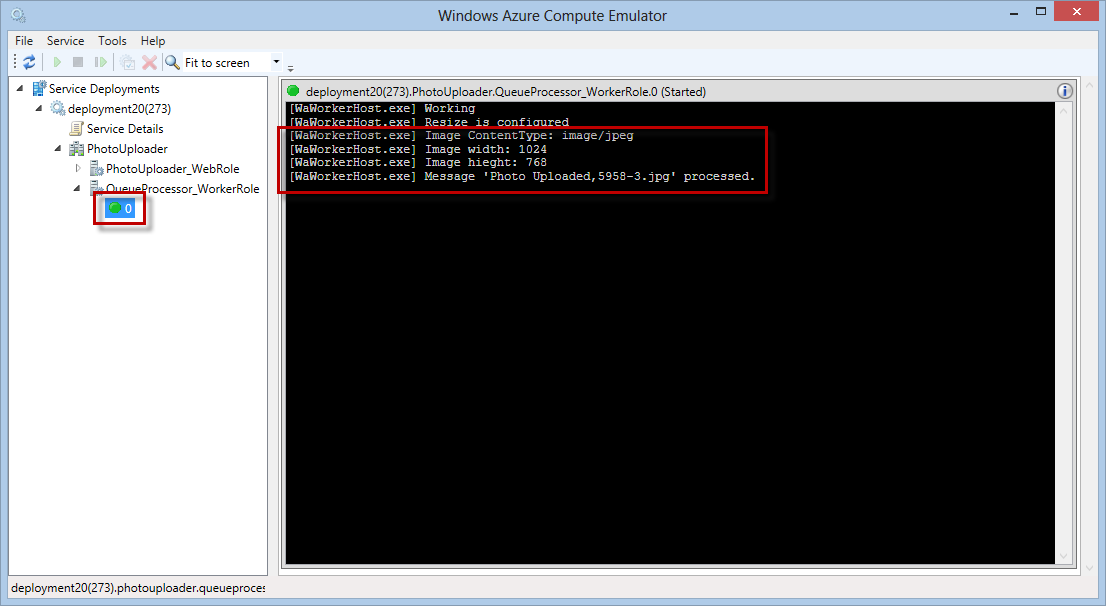 Windows Azure Compute Emulator
File Service Tools Help
Fit to screen
Service Deployments
deployment20(273)
Service Details
PhotoUploader
PhotoUploader_WebRole
QueueProcessor_WorkerRole
0
deployment20(273).PhotoUploader.QueueProcessor_WorkerRole.0 (Started)
[WaWorkerHost.exe] Working
[WaWorkerHost.exe] Resize is configured
[WaWorkerHost.exe] Image ContentType: image/jpeg
[WaWorkerHost.exe] Image width: 1024
[WaWorkerHost.exe] Image hieght: 768
[WaWorkerHost.exe] Message 'Photo Uploaded,5958-3.jpg' processed.
deployment20(273).photouploader.queueproces